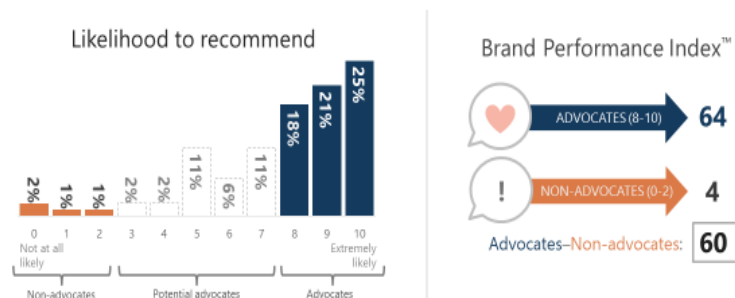 Likelihood to recommend
2%
1%
1%
2%
2%
11%
6%
11%
18%
21%
25%
0 1 2 3 4 5 6 7 8 9 10
Not at all
likely
Extremely
likely
Non-advocates
Potential advocates
Advocates
Brand Performance Index™
ADVOCATES (8-10)
64
!
NON-ADVOCATES (0-2)
4
Advocates–Non-advocates: 60